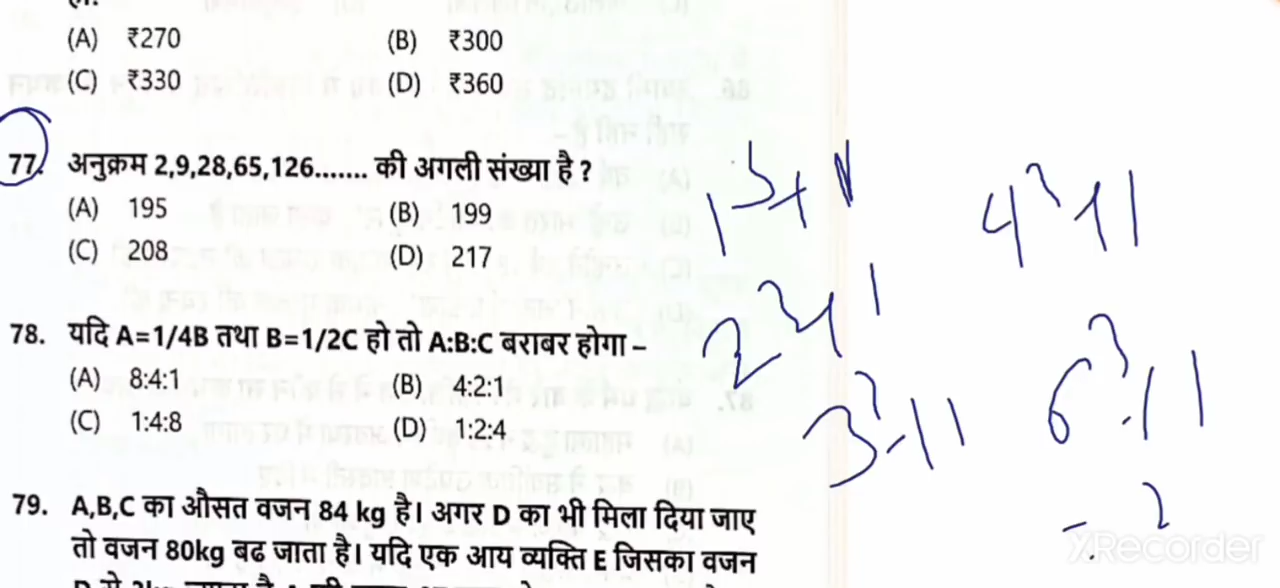 (A) ₹270 (B) ₹300
(C) ₹330 (D) ₹360
77. अनुक्रम 2,9,28,65,126....... की अगली संख्या है ?
(A) 195 (B) 199
(C) 208 (D) 217
78. यदि A=1/4B तथा B=1/2C हो तो A:B:C बराबर होगा –
(A) 8:4:1 (B) 4:2:1
(C) 1:4:8 (D) 1:2:4
79. A,B,C का औसत वजन 84 kg है। अगर D का भी मिला दिया जाए
तो वजन 80kg बढ जाता है। यदि एक आय व्यक्ति E जिसका वजन
1³+1
2³+1
3³+1
4³+1
6³+1
XRecorder